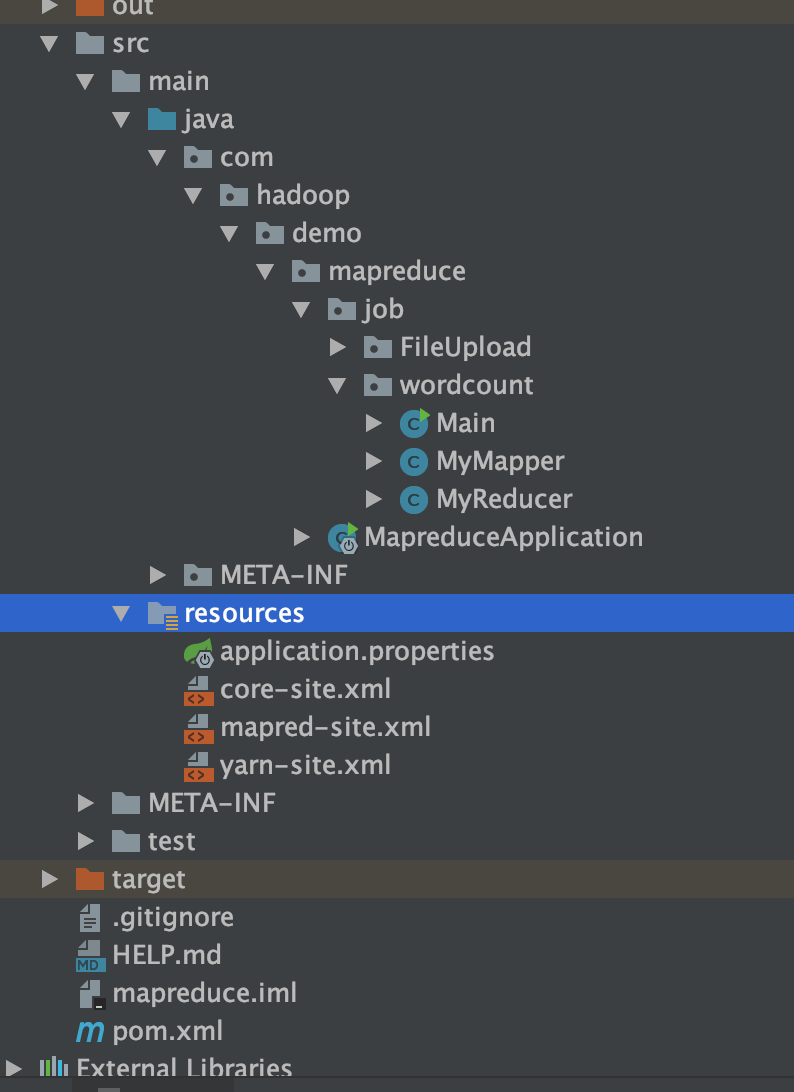 out
src
main
java
com
hadoop
demo
mapreduce
job
FileUpload
wordcount
C Main
C MyMapper
C MyReducer
C MapreduceApplication
META-INF
resources
application.properties
<> core-site.xml
<> mapred-site.xml
<> yarn-site.xml
META-INF
test
target
.gitignore
MD HELP.md
mapreduce.iml
m pom.xml
External Libraries